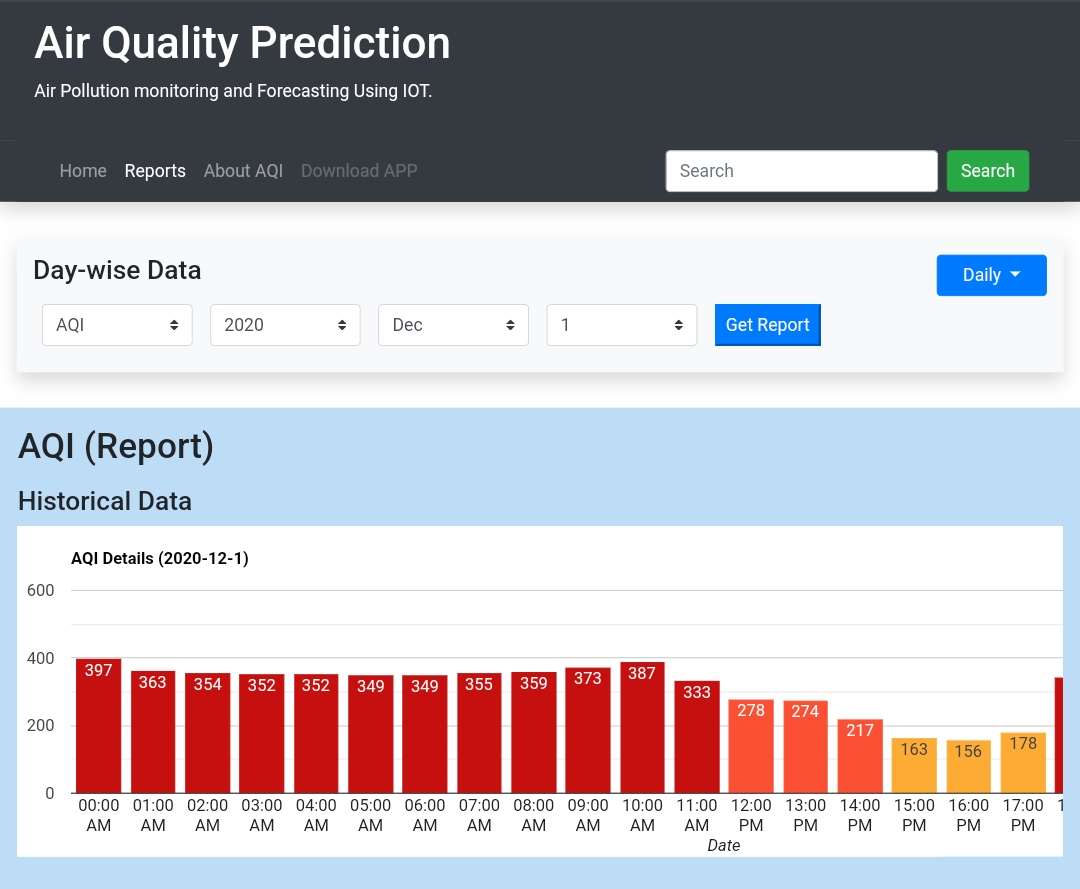 Air Quality Prediction
Air Pollution monitoring and Forecasting Using IOT.
Home Reports About AQI Download APP Search Search
Day-wise Data
Daily
AQI 2020 Dec 1 Get Report
AQI (Report)
Historical Data
AQI Details (2020-12-1)
600
400
200
0
397 363 354 352 352 349 349 355 359 373 387 333 278 274 217 163 156 178
00:00 01:00 02:00 03:00 04:00 05:00 06:00 07:00 08:00 09:00 10:00 11:00 12:00 13:00 14:00 15:00 16:00 17:00
AM AM AM AM AM AM AM AM AM AM AM AM PM PM PM PM PM PM
Date